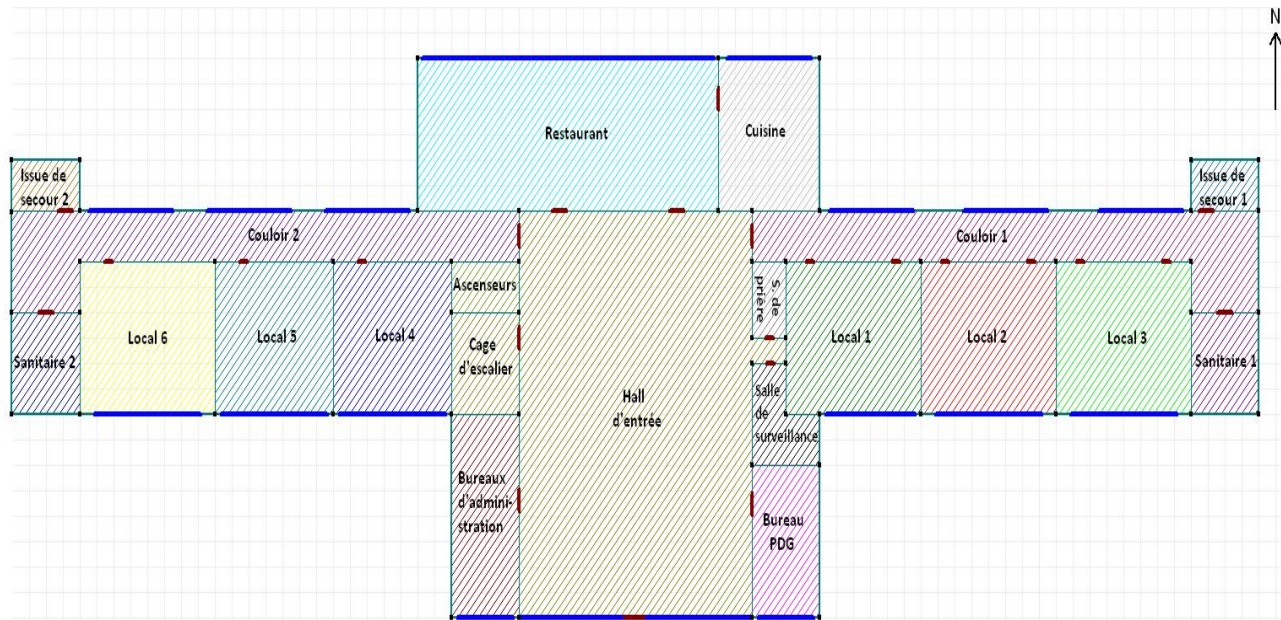 N
Restaurant
Cuisine
Issue de
secour 2
Issue de
secour 1
Couloir 2
Couloir 1
Ascenseurs
S. de
prière
Local 6
Local 5
Local 4
Cage
d'escalier
Local 1
Local 2
Local 3
Sanitaire 2
Sanitaire 1
Hall
d'entrée
Salle
de
surveillance
Bureaux
d'admini-
stration
Bureau
PDG